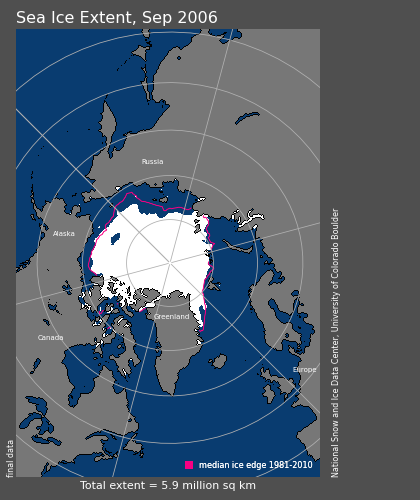 Sea Ice Extent, Sep 2006
Russia
Alaska
Greenland
Canada
Europe
median ice edge 1981-2010
Total extent = 5.9 million sq km
final data
National Snow and Ice Data Center, University of Colorado Boulder